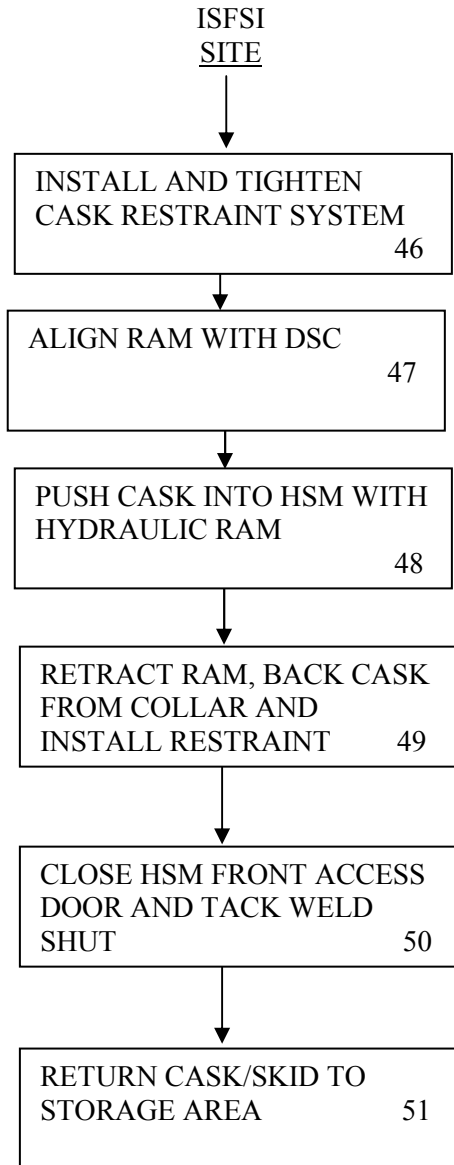 ISFSI
SITE
INSTALL AND TIGHTEN
CASK RESTRAINT SYSTEM
46
ALIGN RAM WITH DSC
47
PUSH CASK INTO HSM WITH
HYDRAULIC RAM
48
RETRACT RAM, BACK CASK
FROM COLLAR AND
INSTALL RESTRAINT 49
CLOSE HSM FRONT ACCESS
DOOR AND TACK WELD
SHUT 50
RETURN CASK/SKID TO
STORAGE AREA 51